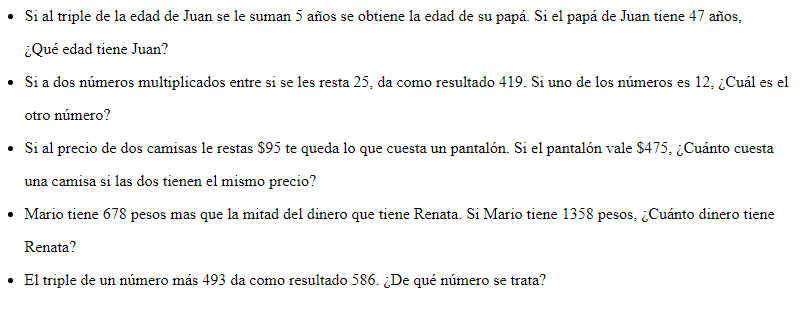 • Si al triple de la edad de Juan se le suman 5 años se obtiene la edad de su papá. Si el papá de Juan tiene 47 años,
¿Qué edad tiene Juan?
• Si a dos números multiplicados entre si se les resta 25, da como resultado 419. Si uno de los números es 12, ¿Cuál es el
otro número?
• Si al precio de dos camisas le restas $95 te queda lo que cuesta un pantalón. Si el pantalón vale $475, ¿Cuánto cuesta
una camisa si las dos tienen el mismo precio?
• Mario tiene 678 pesos mas que la mitad del dinero que tiene Renata. Si Mario tiene 1358 pesos, ¿Cuánto dinero tiene
Renata?
• El triple de un número más 493 da como resultado 586. ¿De qué número se trata?